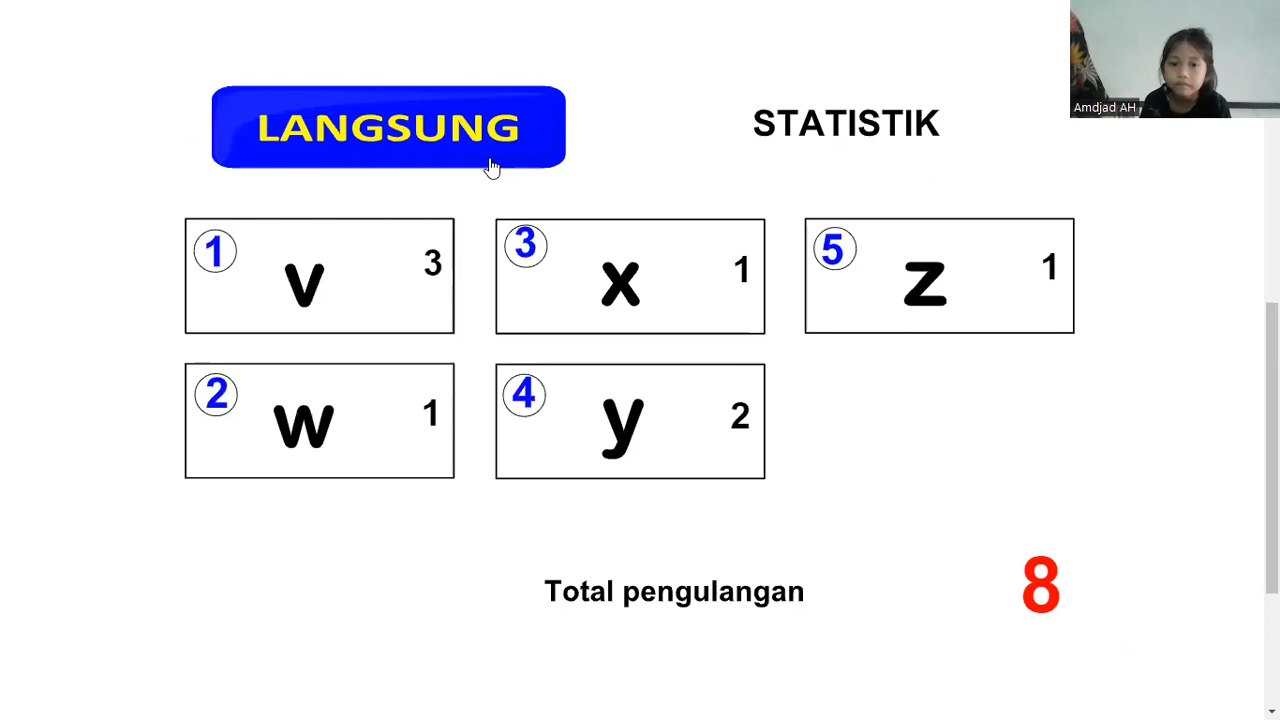 LANGSUNG
STATISTIK
Amdjad AH
1 v 3
3 x 1
5 z 1
2 w 1
4 y 2
Total pengulangan 8